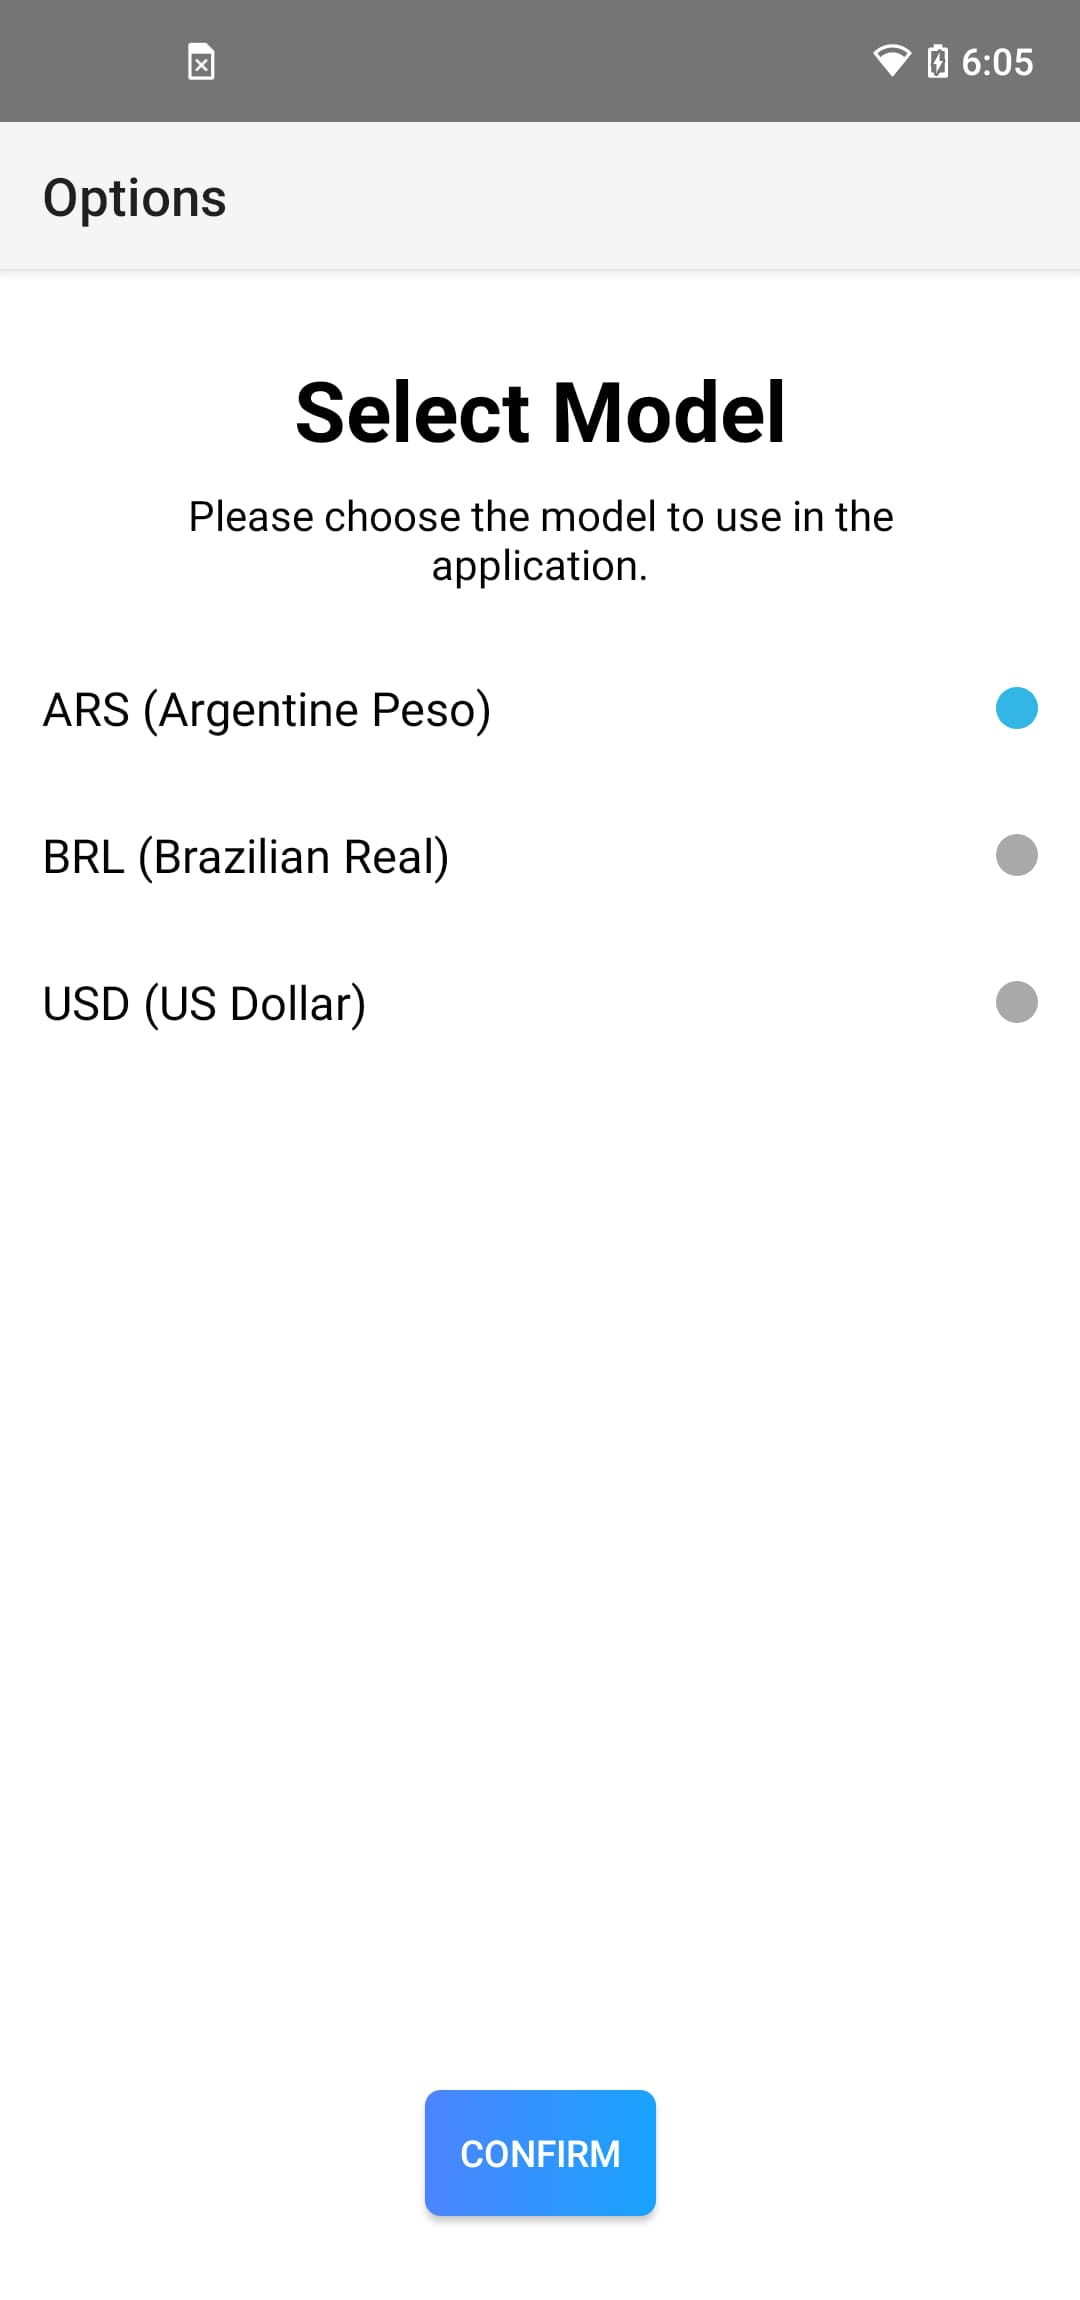 6:05
Options
Select Model
Please choose the model to use in the
application.
ARS (Argentine Peso)
BRL (Brazilian Real)
USD (US Dollar)
CONFIRM